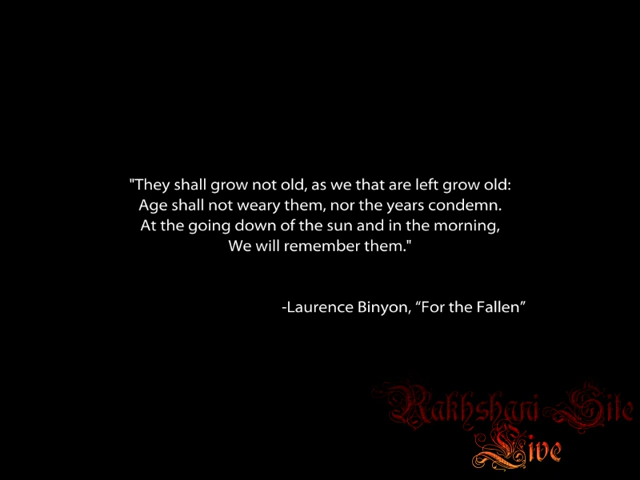 "They shall grow not old, as we that are left grow old:
Age shall not weary them, nor the years condemn.
At the going down of the sun and in the morning,
We will remember them."
-Laurence Binyon, “For the Fallen”
Rakhshani-Site
Live